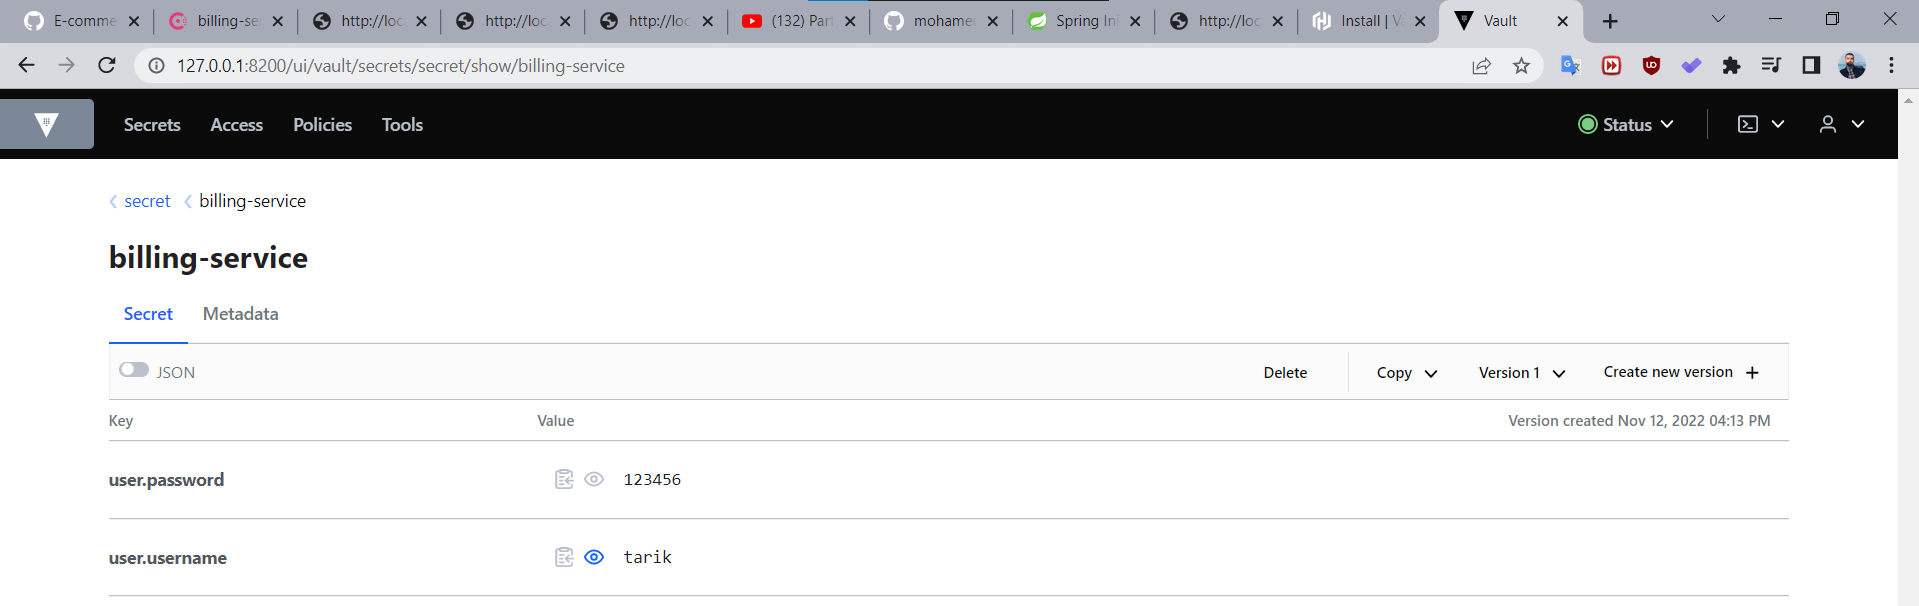 E-comme billing-se http://loc http://loc http://loc (132) Part mohamed Spring Ini http://loc Install | Va Vault
127.0.0.1:8200/ui/vault/secrets/secret/show/billing-service
Secrets Access Policies Tools Status
secret billing-service
billing-service
Secret Metadata
JSON Delete Copy Version 1 Create new version
Key Value Version created Nov 12, 2022 04:13 PM
user.password 123456
user.username tarik